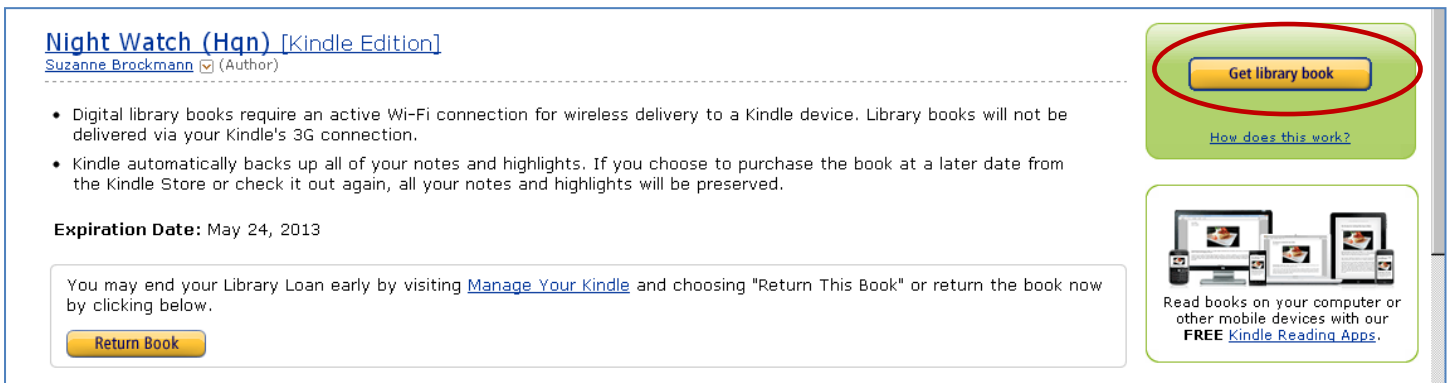 Night Watch (Hqn) [Kindle Edition]
Suzanne Brockmann (Author)
• Digital library books require an active Wi-Fi connection for wireless delivery to a Kindle device. Library books will not be
delivered via your Kindle's 3G connection.
• Kindle automatically backs up all of your notes and highlights. If you choose to purchase the book at a later date from
the Kindle Store or check it out again, all your notes and highlights will be preserved.
Expiration Date: May 24, 2013
You may end your Library Loan early by visiting Manage Your Kindle and choosing "Return This Book" or return the book now
by clicking below.
Return Book
Get library book
How does this work?
Read books on your computer or
other mobile devices with our
FREE Kindle Reading Apps.